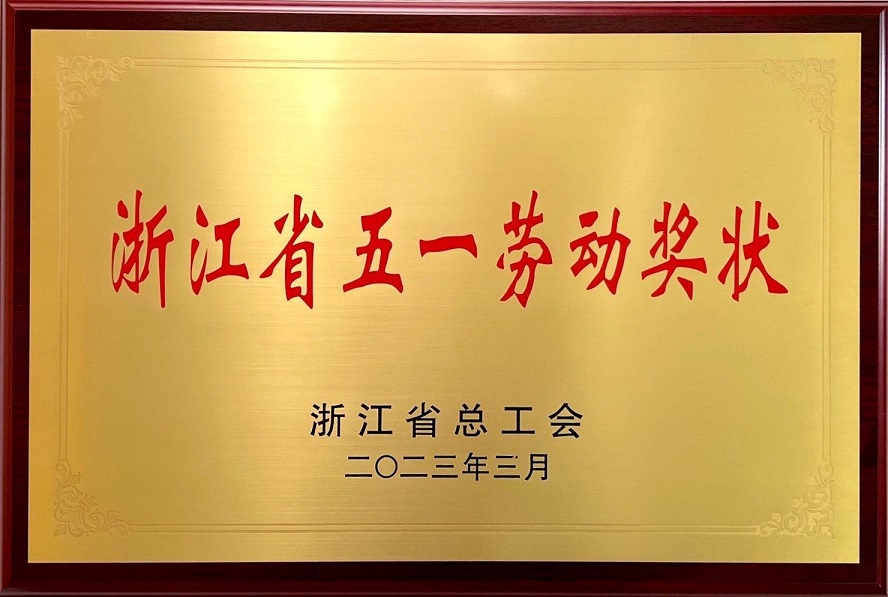 浙江省五一劳动奖状
浙江省总工会
二〇二三年三月